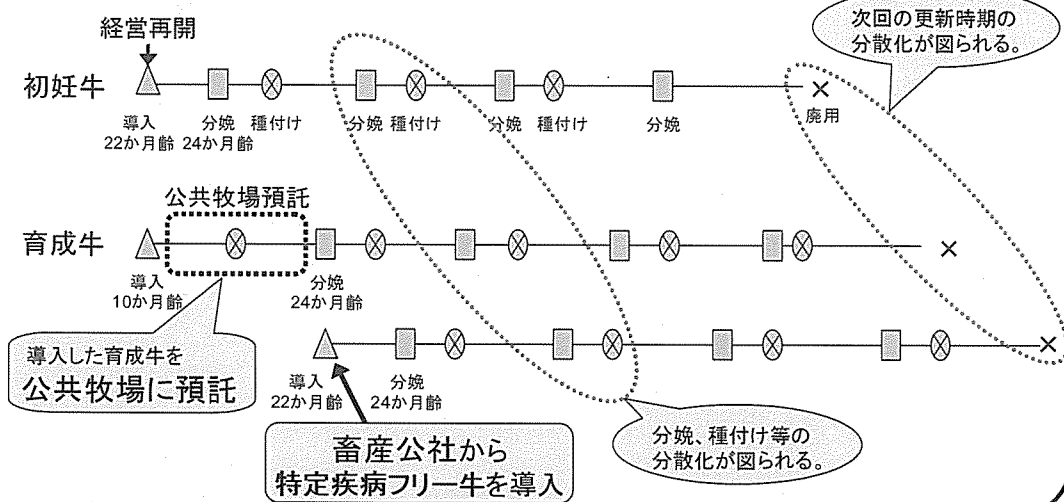 経営再開
次回の更新時期の
分散化が図られる。
初妊牛
導入
22か月齢
分娩
24か月齢
種付け
分娩
種付け
分娩
種付け
分娩
廃用
公共牧場預託
育成牛
導入
10か月齢
分娩
24か月齢
導入した育成牛を
公共牧場に預託
導入
22か月齢
分娩
24か月齢
畜産公社から
特定疾病フリー牛を導入
分娩、種付け等の
分散化が図られる。